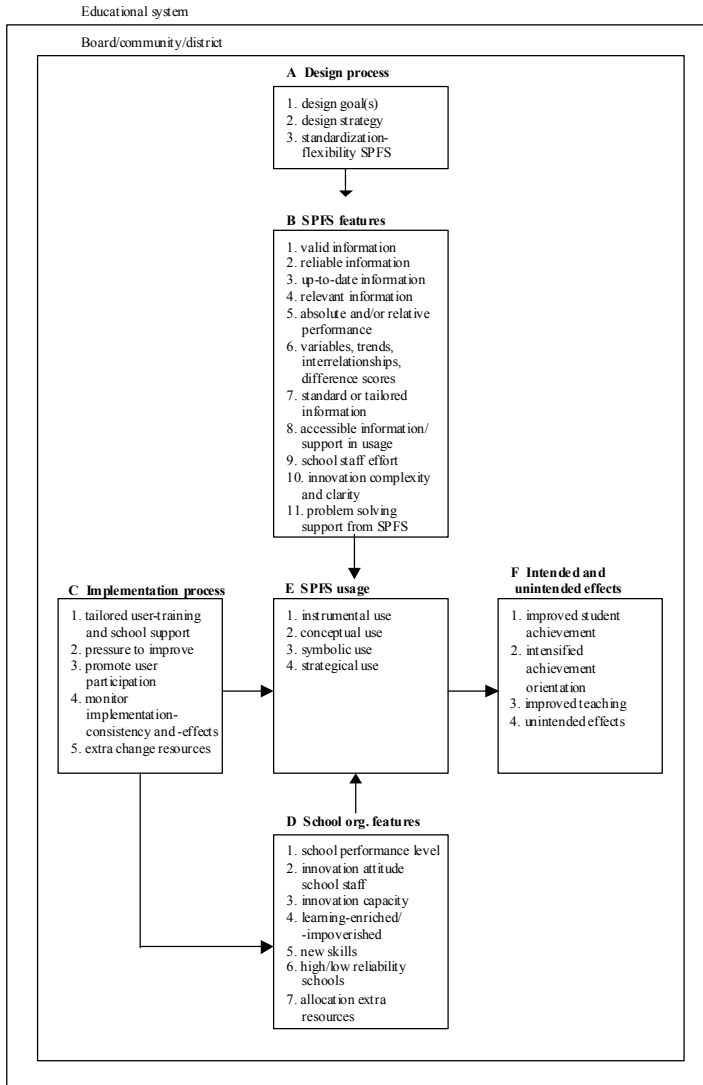 Educational system
Board/community/district
A Design process
1. design goal(s)
2. design strategy
3. standardization-
flexibility SPFS
B SPFS features
1. valid information
2. reliable information
3. up-to-date information
4. relevant information
5. absolute and/or relative
performance
6. variables, trends,
interrelationships,
difference scores
7. standard or tailored
information
8. accessible information/
support in usage
9. school staff effort
10. innovation complexity
and clarity
11. problem solving
support from SPFS
C Implementation process
1. tailored user-training
and school support
2. pressure to improve
3. promote user
participation
4. monitor
implementation-
consistency and -effects
5. extra change resources
E SPFS usage
1. instrumental use
2. conceptual use
3. symbolic use
4. strategical use
F Intended and
unintended effects
1. improved student
achievement
2. intensified
achievement
orientation
3. improved teaching
4. unintended effects
D School org. features
1. school performance level
2. innovation attitude
school staff
3. innovation capacity
4. learning-enriched/
-impoverished
5. new skills
6. high/low reliability
schools
7. allocation extra
resources